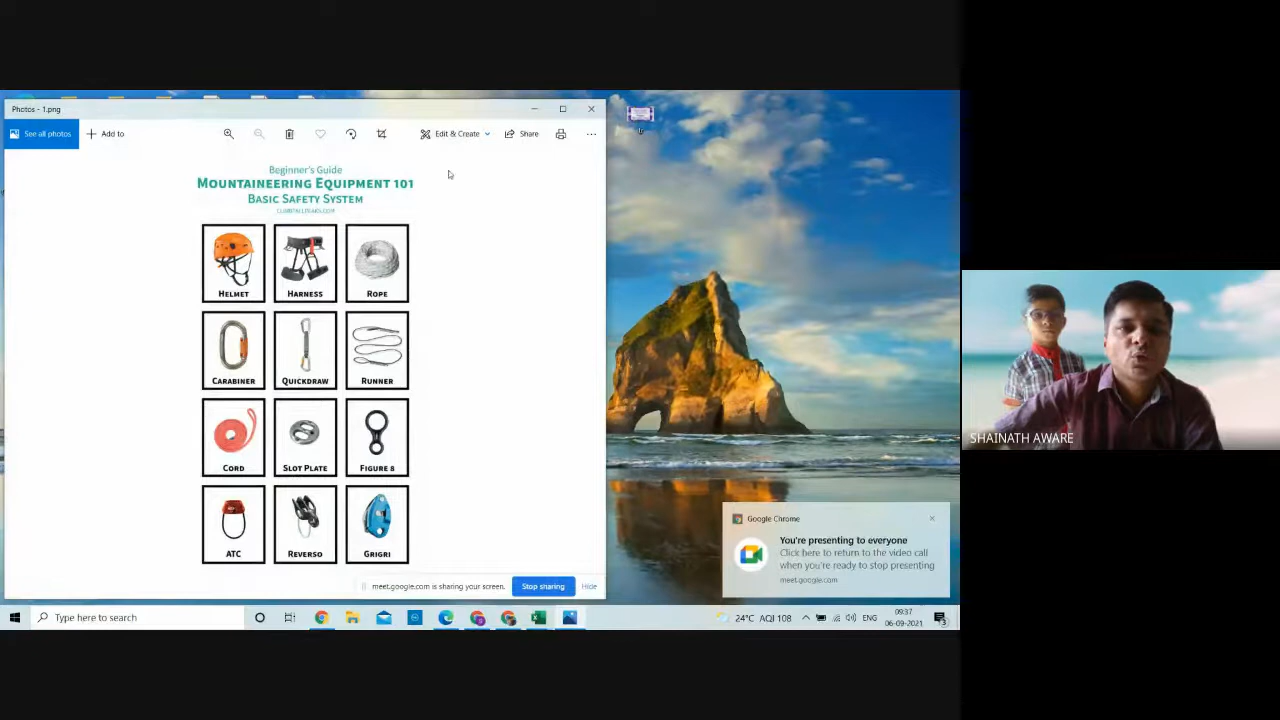 Photos - 1.png
See all photos
Add to
Edit & Create
Share
Beginner's Guide
MOUNTAINEERING EQUIPMENT 101
BASIC SAFETY SYSTEM
HELMET
HARNESS
ROPE
CARABINER
QUICKDRAW
RUNNER
CORD
SLOT PLATE
FIGURE 8
ATC
REVERSO
GRIGRI
meet.google.com is sharing your screen.
Stop sharing
Hide
Google Chrome
You're presenting to everyone
Click here to return to the video call
when you're ready to stop presenting
meet.google.com
SHAINATH AWARE
Type here to search
24°C AQI 108
ENG
09:37
06-09-2021
3